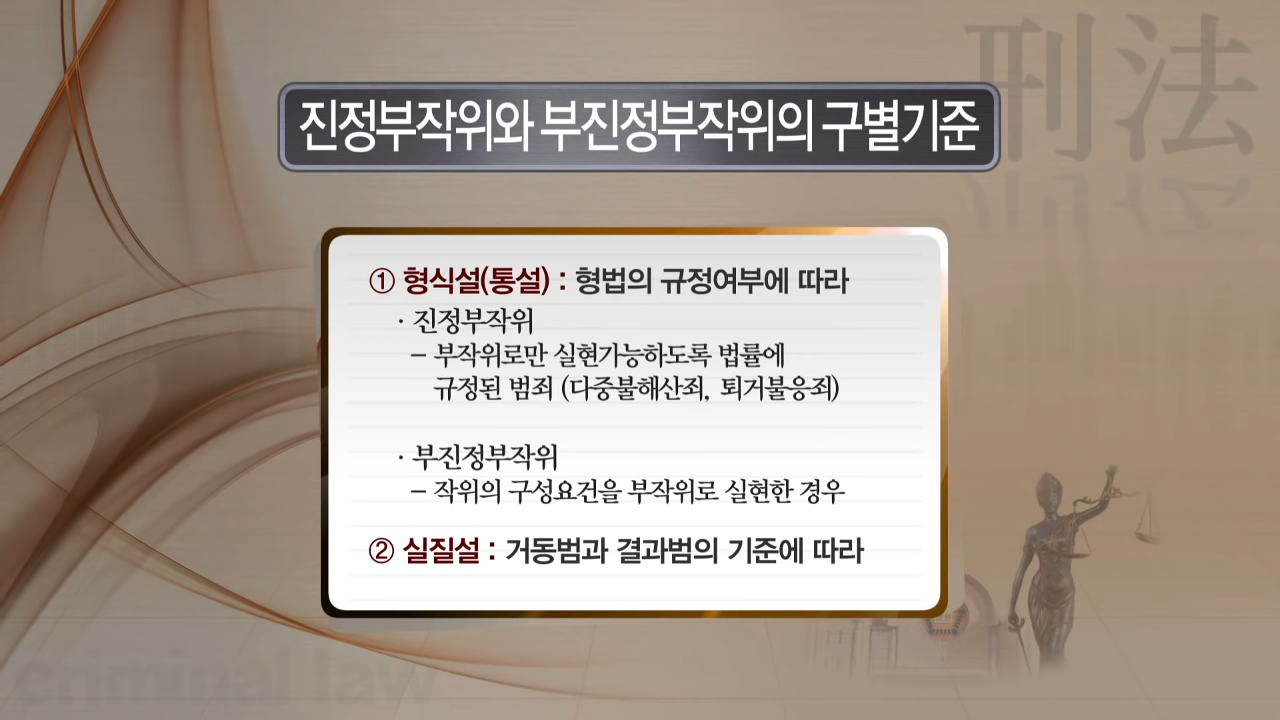 刑法
진정부작위와 부진정부작위의 구별기준
① 형식설(통설) : 형법의 규정여부에 따라
· 진정부작위
– 부작위로만 실현가능하도록 법률에
규정된 범죄 (다중불해산죄, 퇴거불응죄)
· 부진정부작위
– 작위의 구성요건을 부작위로 실현한 경우
② 실질설 : 거동범과 결과범의 기준에 따라
criminal law